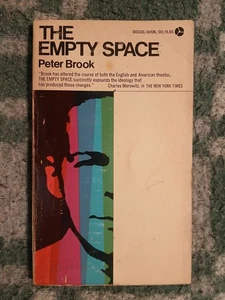 THE
EMPTY SPACE
Peter Brook
"Brook has altered the course of both the English and American theater,
THE EMPTY SPACE succinctly expounds the ideology that
has produced those changes." Charles Marowitz, in THE NEW YORK TIMES